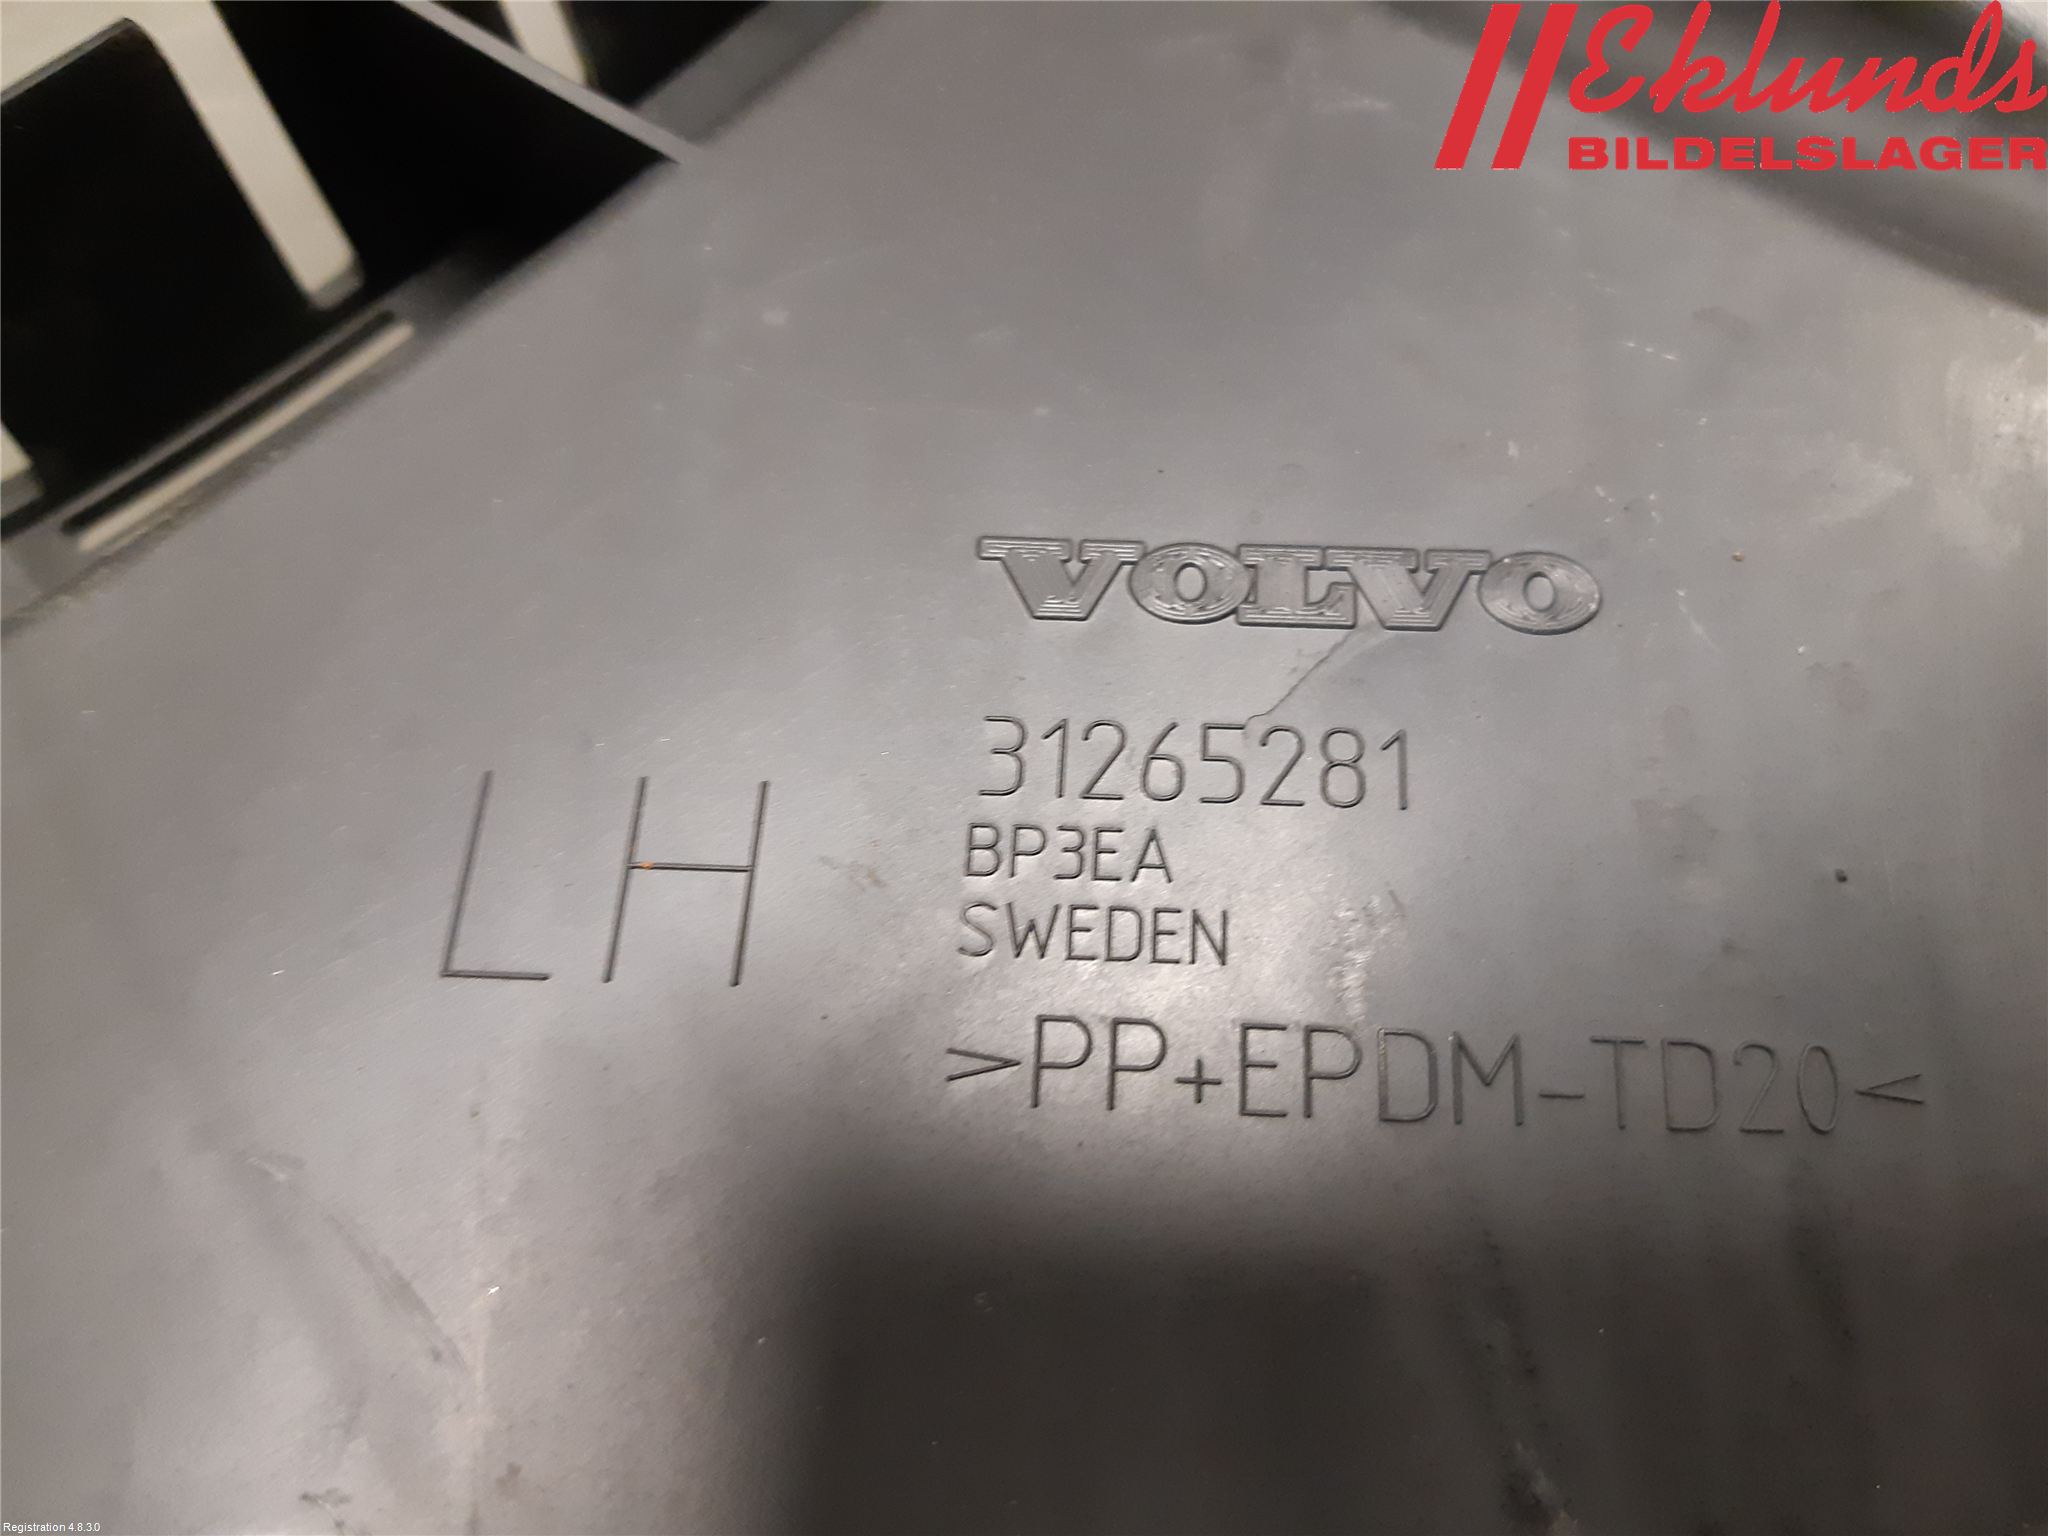 Eklunds
BILDELSLAGER
VOLVO
31265281
LH
BP3EA
SWEDEN
>PP+EPDM-TD20<
Registration 4.8.3.0